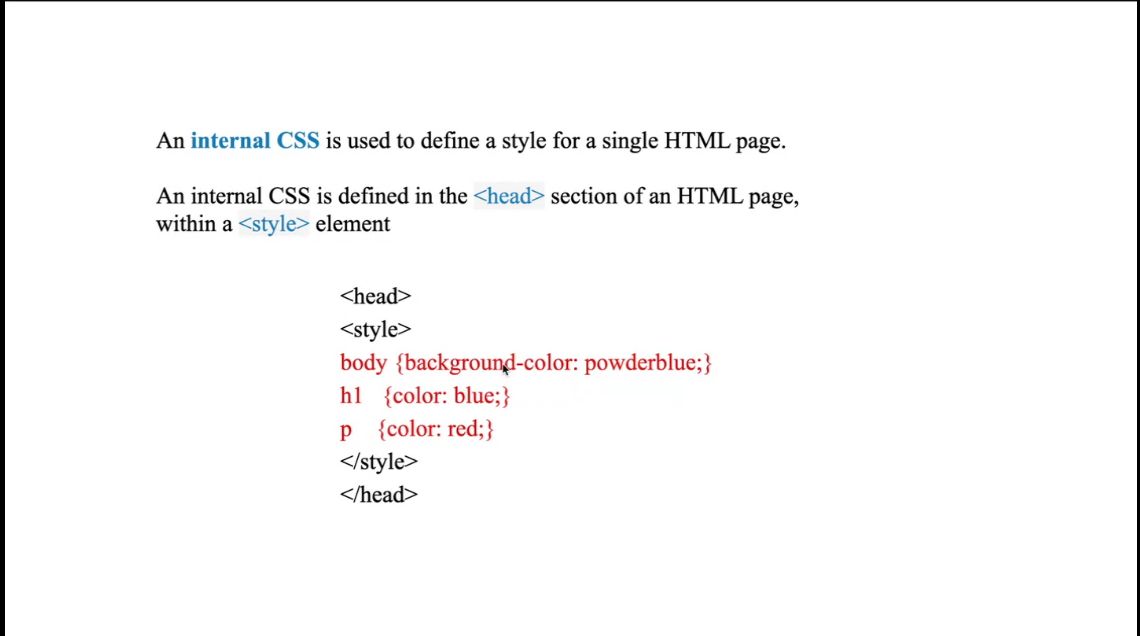 An internal CSS is used to define a style for a single HTML page.
An internal CSS is defined in the <head> section of an HTML page,
within a <style> element
<head>
<style>
body {background-color: powderblue;}
h1 {color: blue;}
p {color: red;}
</style>
</head>